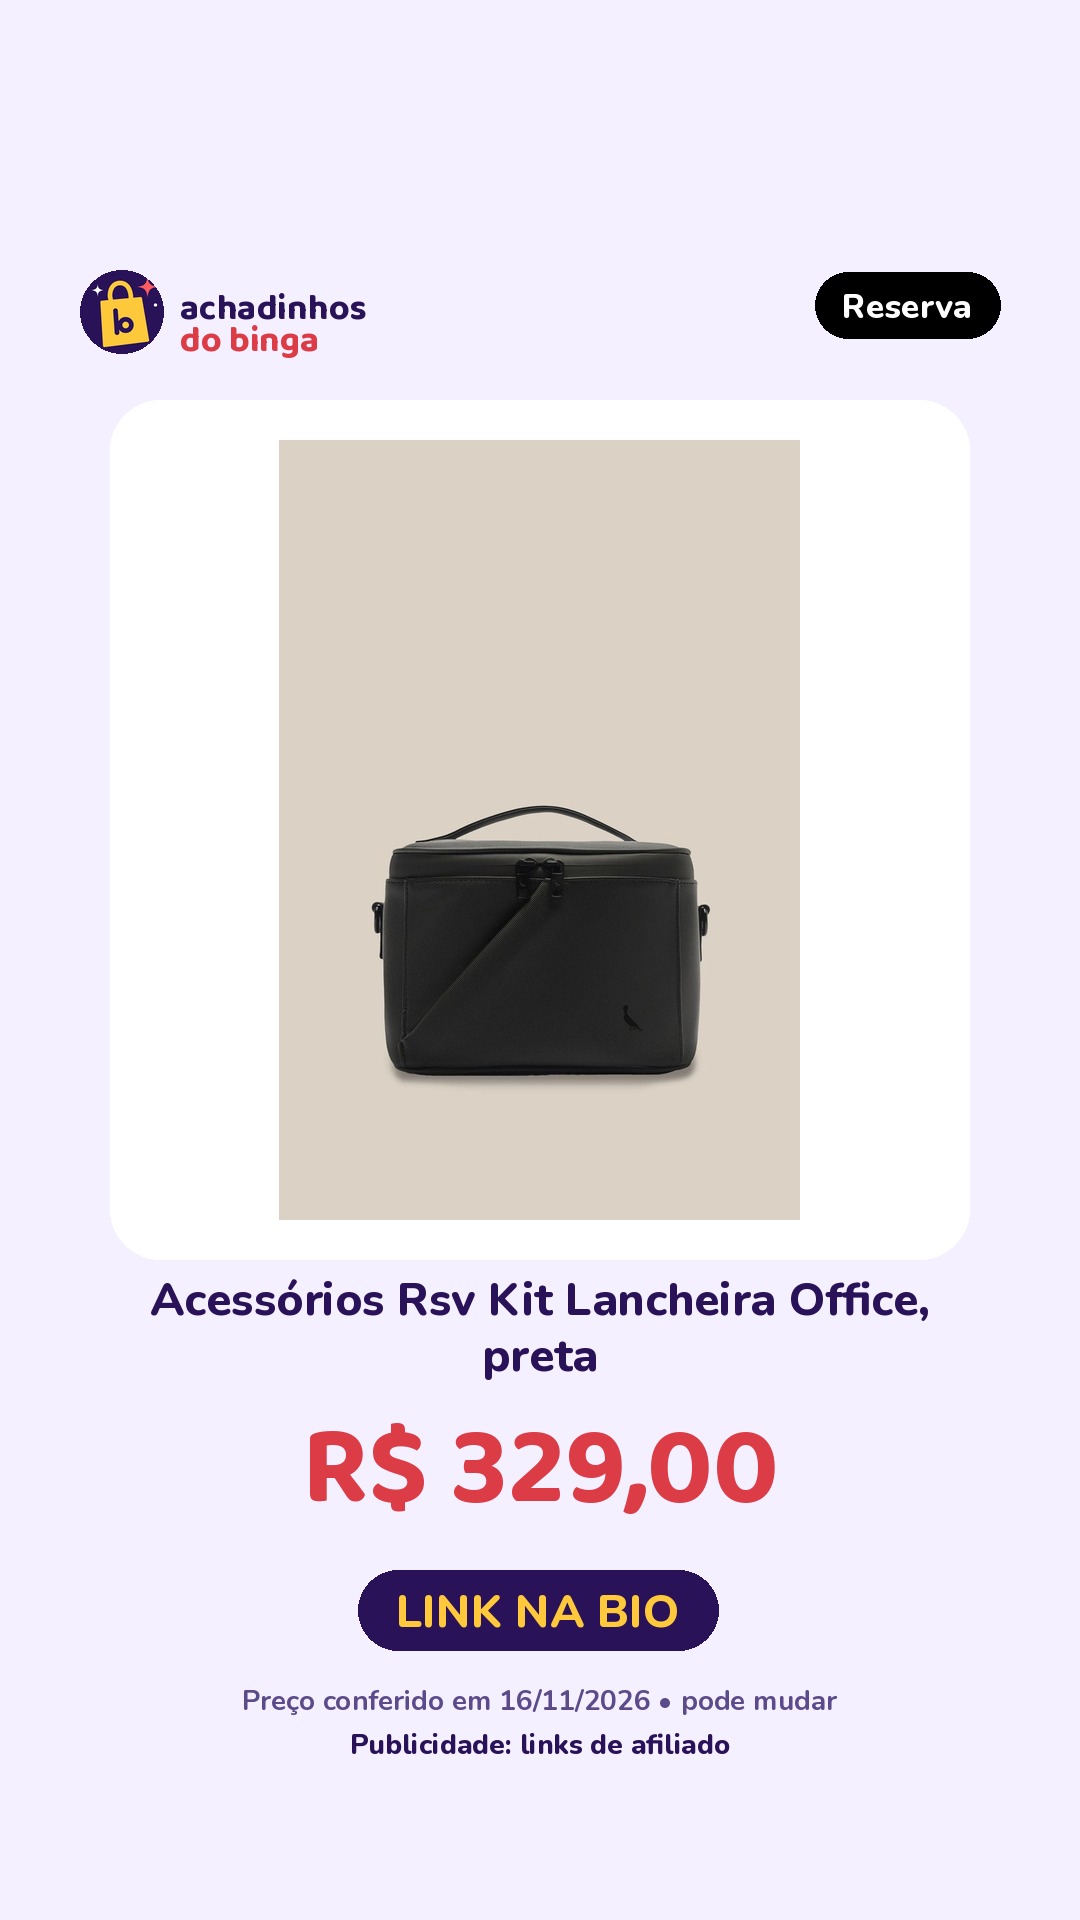 achadinhos
do binga
Reserva
Acessórios Rsv Kit Lancheira Office,
preta
R$ 329,00
LINK NA BIO
Preço conferido em 16/11/2026 • pode mudar
Publicidade: links de afiliado